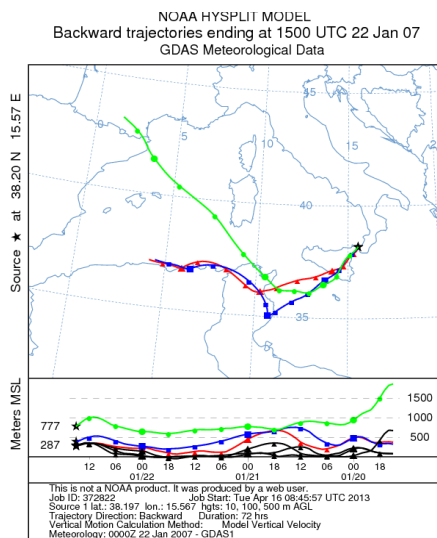 NOAA HYSPLIT MODEL
Backward trajectories ending at 1500 UTC 22 Jan 07
GDAS Meteorological Data
Source ★ at 38.20 N 15.57 E
45
0
5
15
40
10
35
Meters MSL
777
287
1500
1000
500
12 06 00 18 12 06 00 18 12 06 00 18
01/22 01/21 01/20
This is not a NOAA product. It was produced by a web user.
Job ID: 372822 Job Start: Tue Apr 16 08:45:57 UTC 2013
Source 1 lat.: 38.197 lon.: 15.567 hgts: 10, 100, 500 m AGL
Trajectory Direction: Backward Duration: 72 hrs
Vertical Motion Calculation Method: Model Vertical Velocity
Meteorology: 0000Z 22 Jan 2007 - GDAS1